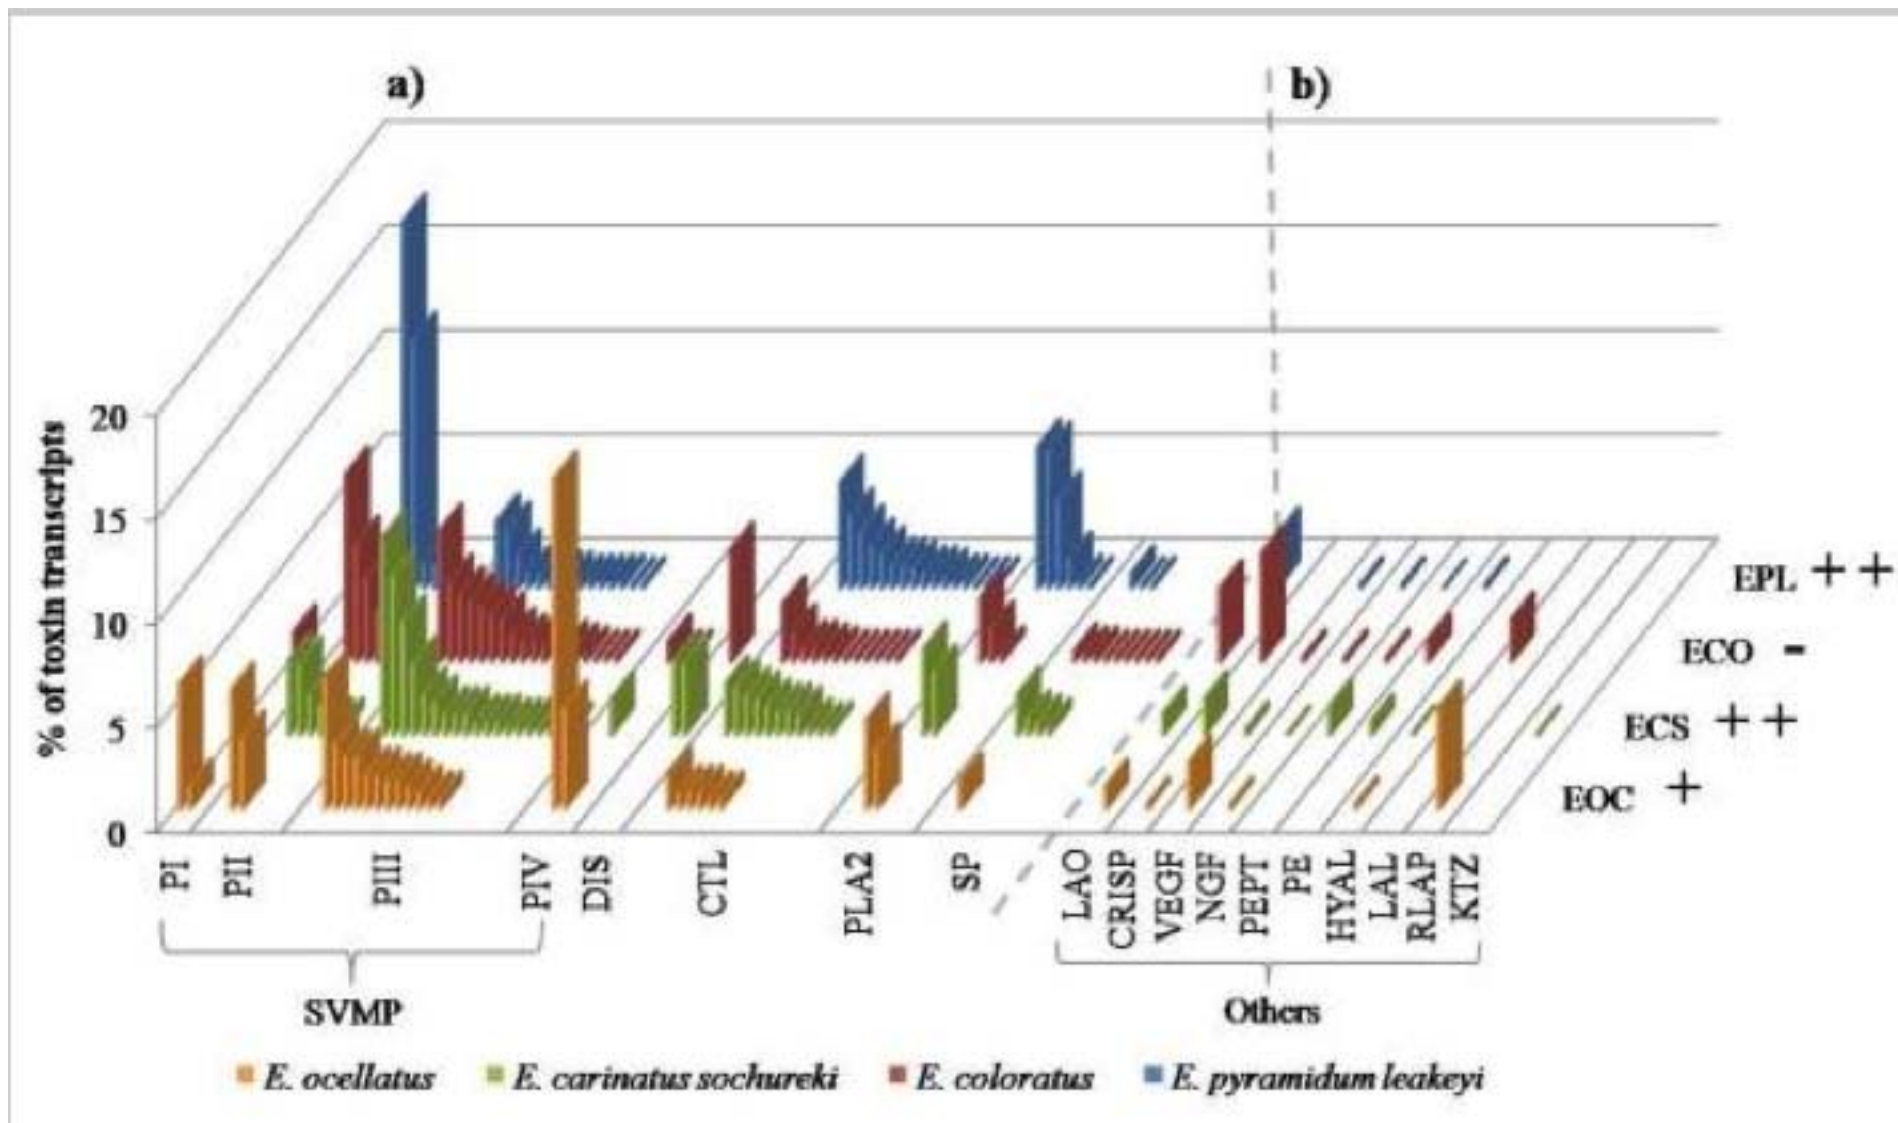 a) b)
% of toxin transcripts
20
15
10
5
0
EPL ++
ECO -
ECS ++
EOC +
PI PII PIII PIV DIS CTL PLA2 SP LAO CRISP VEGF NGF PEPT PE HYAL LAL RLAP KTZ
SVMP Others
E. ocellatus E. carinatus sochureki E. coloratus E. pyramidum leakeyi